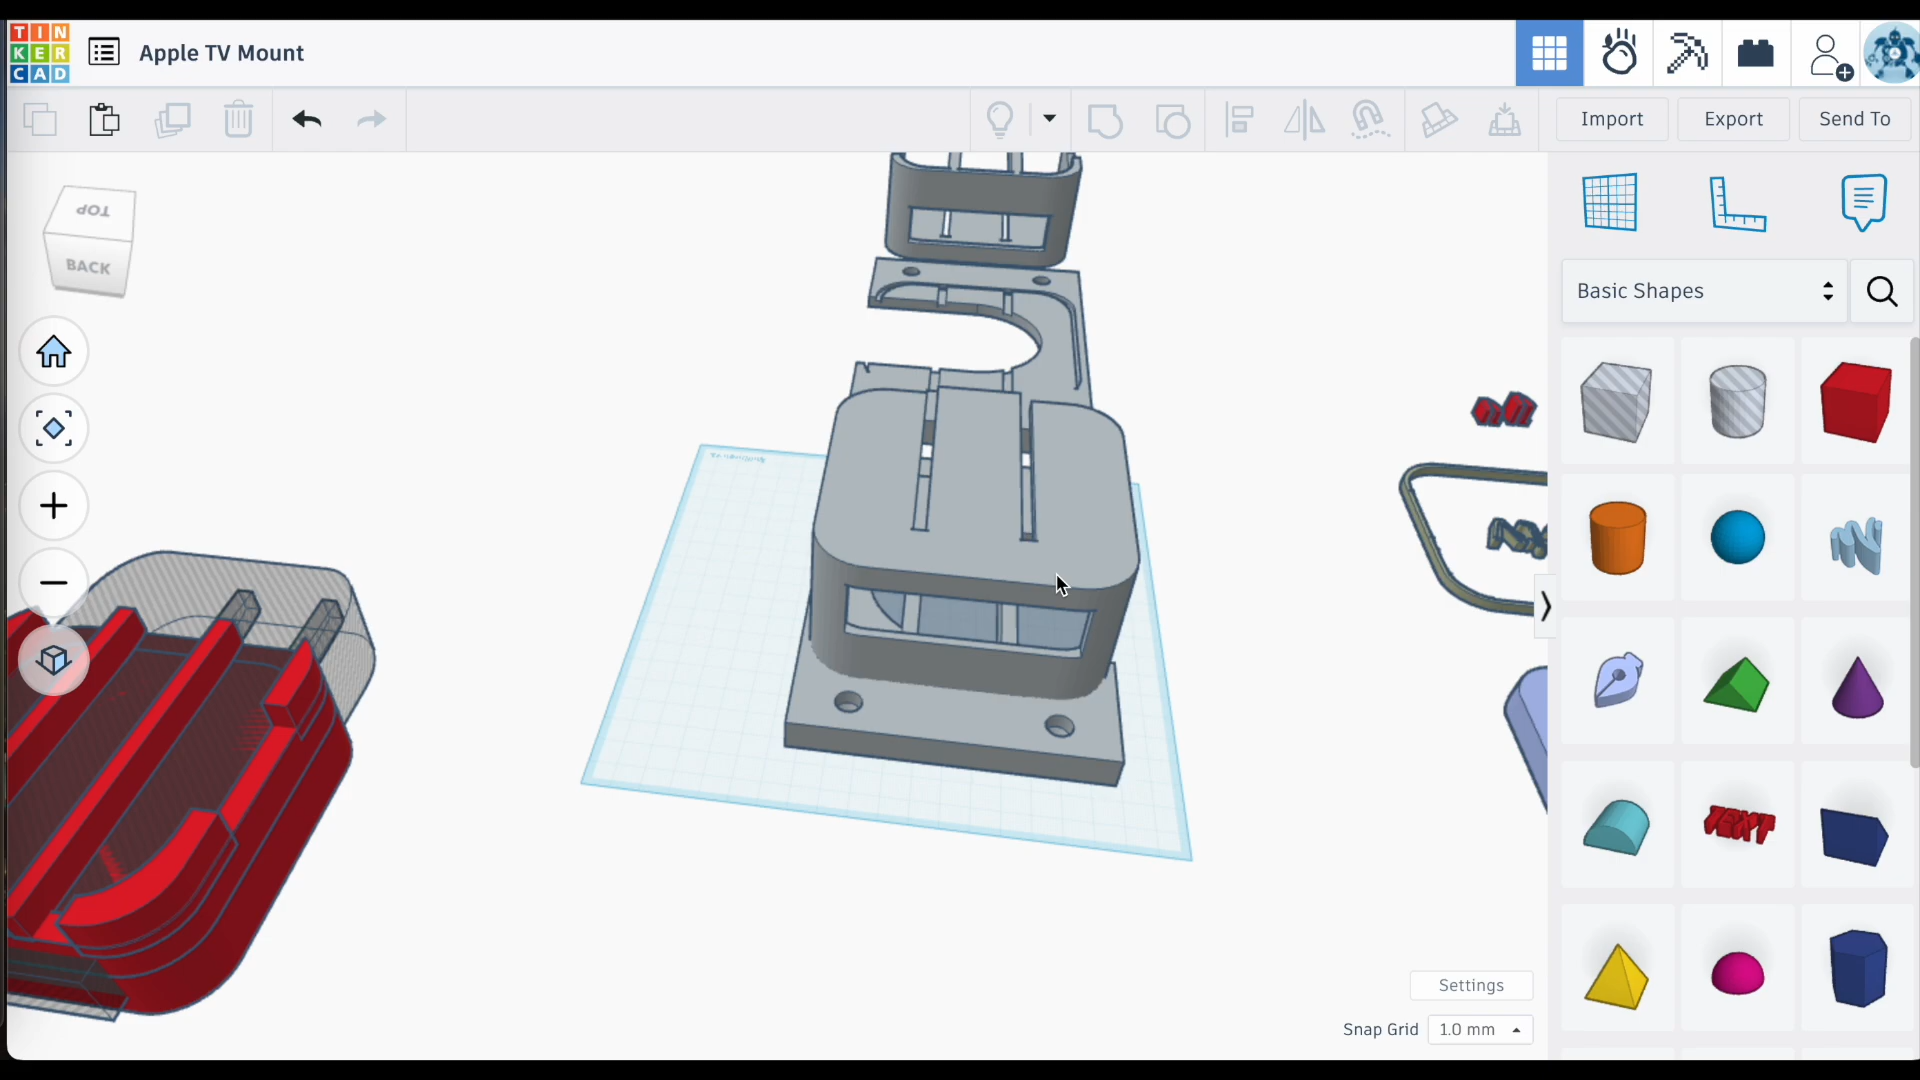 TIN
KER
CAD
Apple TV Mount
Import
Export
Send To
TOP
BACK
Basic Shapes
TEXT
Settings
Snap Grid
1.0 mm